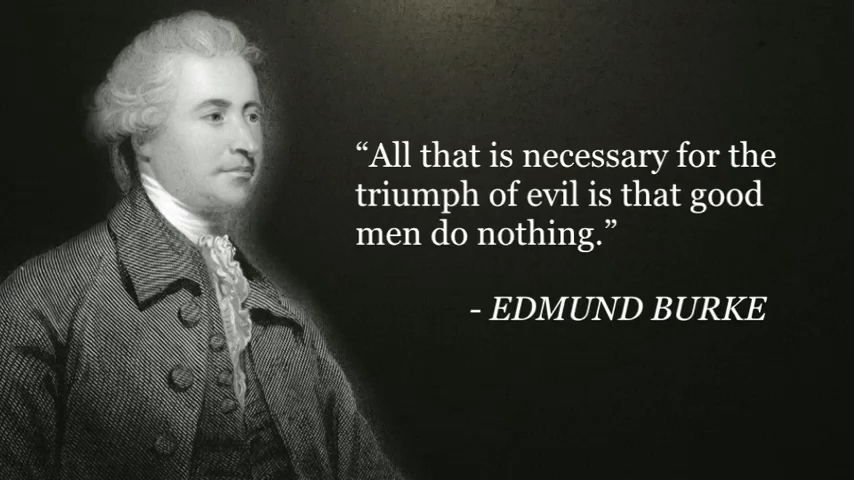 “All that is necessary for the
triumph of evil is that good
men do nothing.”
- EDMUND BURKE